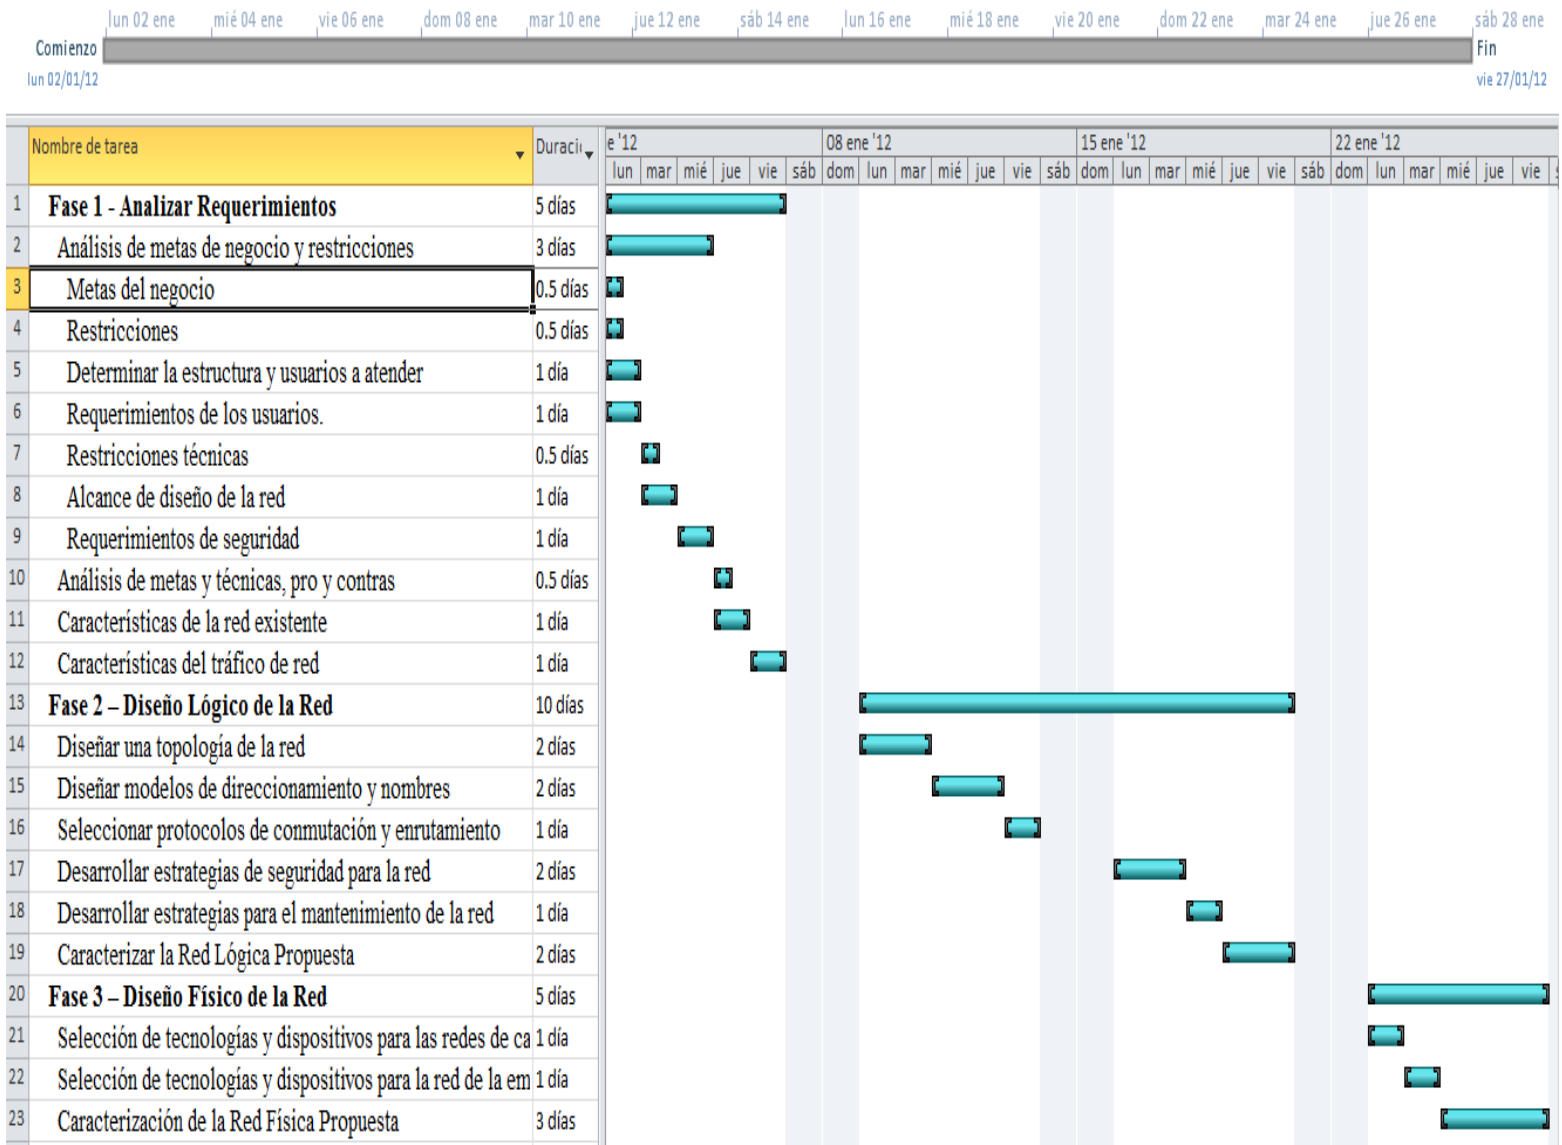 lun 02 ene mié 04 ene vie 06 ene dom 08 ene mar 10 ene jue 12 ene sáb 14 ene lun 16 ene mié 18 ene vie 20 ene dom 22 ene mar 24 ene jue 26 ene sáb 28 ene
Comienzo Fin
lun 02/01/12 vie 27/01/12
Nombre de tarea Duració e '12 08 ene '12 15 ene '12 22 ene '12
lun mar mié jue vie sáb dom lun mar mié jue vie sáb dom lun mar mié jue vie sáb dom lun mar mié jue vie s
1 Fase 1 - Analizar Requerimientos 5 días
2 Análisis de metas de negocio y restricciones 3 días
3 Metas del negocio 0.5 días
4 Restricciones 0.5 días
5 Determinar la estructura y usuarios a atender 1 día
6 Requerimientos de los usuarios. 1 día
7 Restricciones técnicas 0.5 días
8 Alcance de diseño de la red 1 día
9 Requerimientos de seguridad 1 día
10 Análisis de metas y técnicas, pro y contras 0.5 días
11 Características de la red existente 1 día
12 Características del tráfico de red 1 día
13 Fase 2 – Diseño Lógico de la Red 10 días
14 Diseñar una topología de la red 2 días
15 Diseñar modelos de direccionamiento y nombres 2 días
16 Seleccionar protocolos de conmutación y enrutamiento 1 día
17 Desarrollar estrategias de seguridad para la red 2 días
18 Desarrollar estrategias para el mantenimiento de la red 1 día
19 Caracterizar la Red Lógica Propuesta 2 días
20 Fase 3 – Diseño Físico de la Red 5 días
21 Selección de tecnologías y dispositivos para las redes de ca 1 día
22 Selección de tecnologías y dispositivos para la red de la em 1 día
23 Caracterización de la Red Física Propuesta 3 días